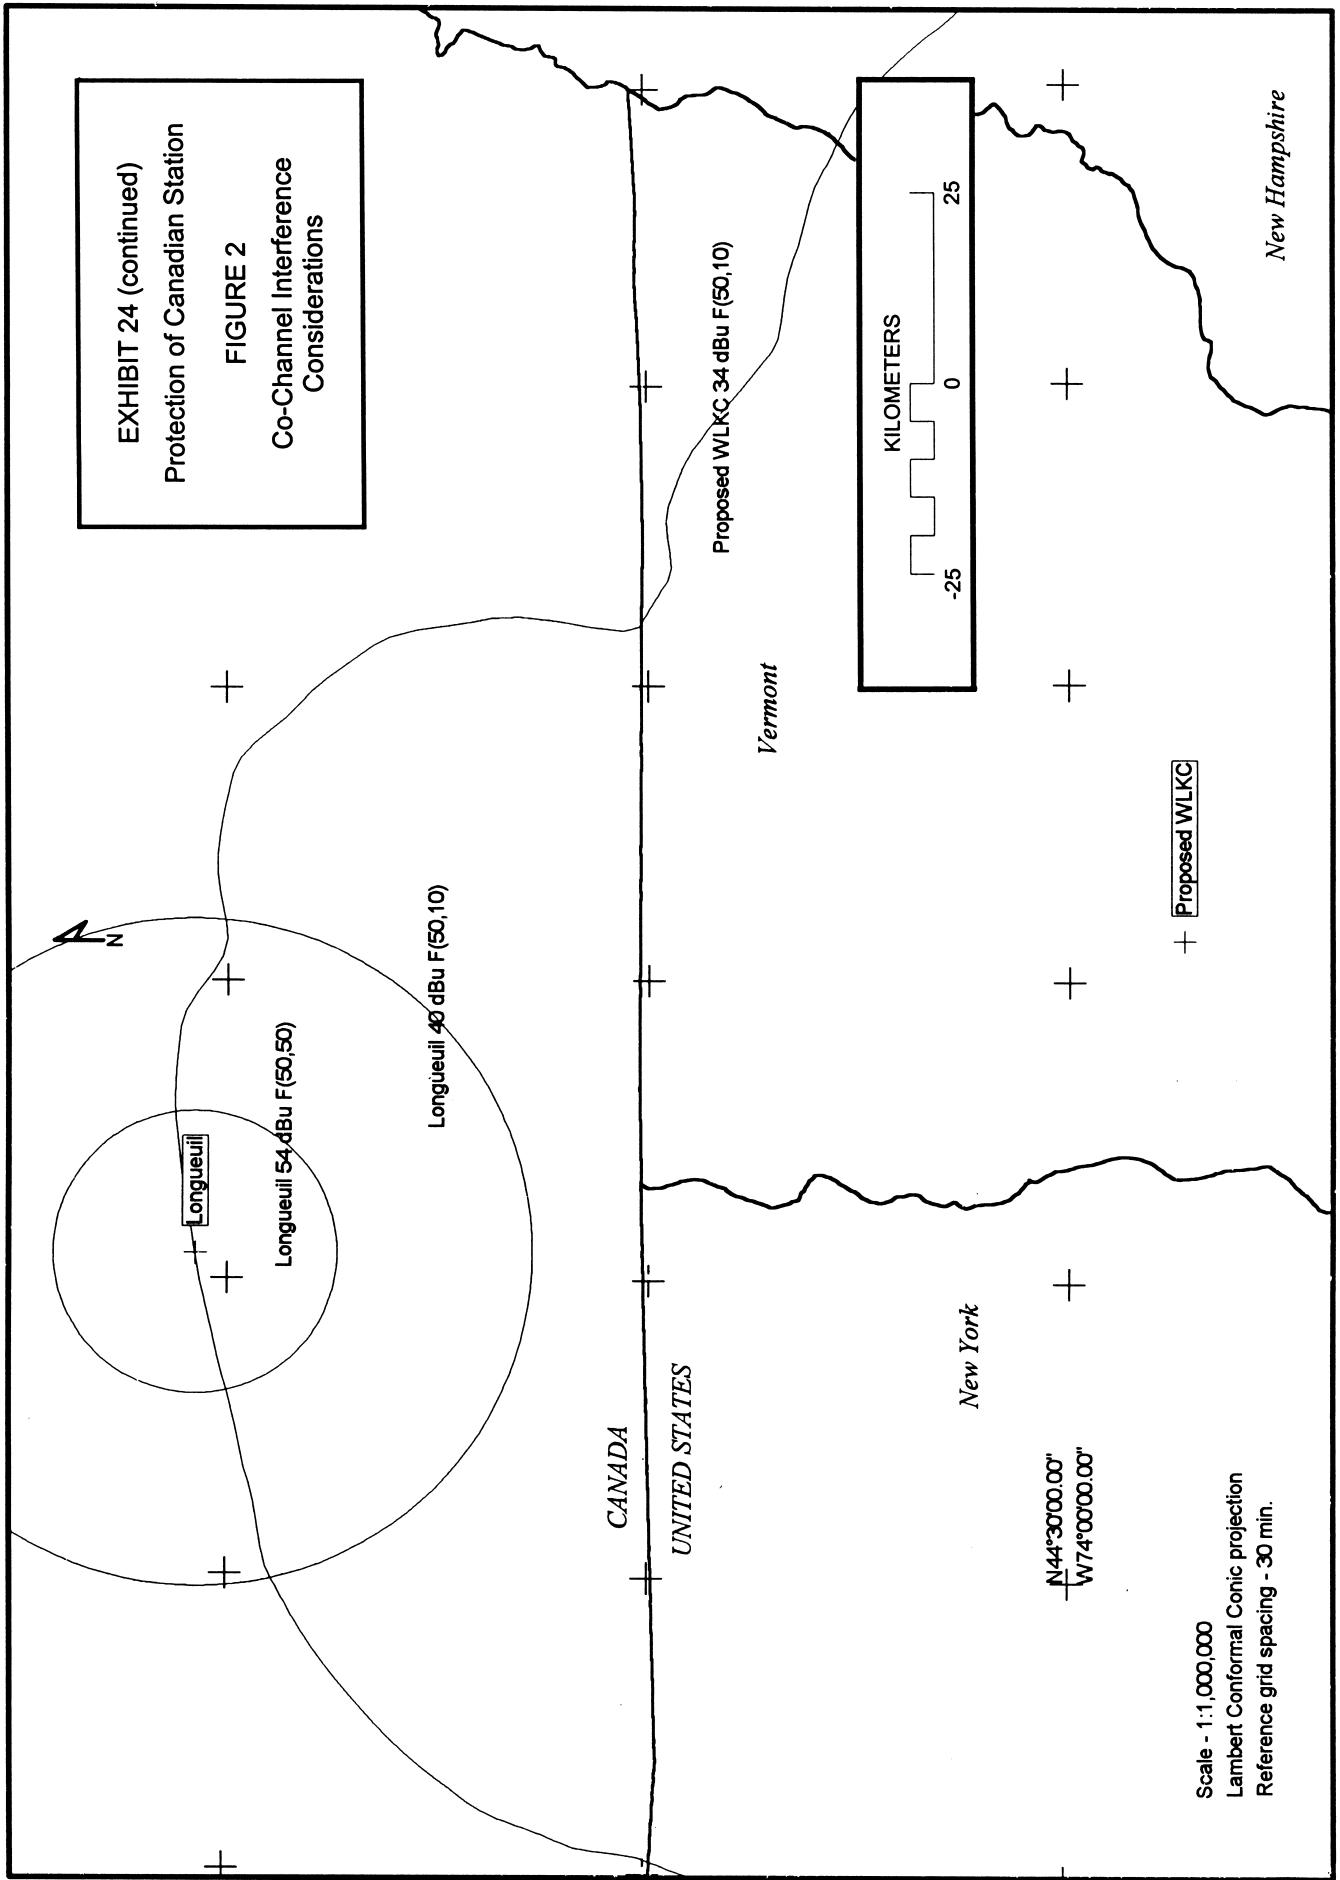 EXHIBIT 24 (continued)
Protection of Canadian Station
FIGURE 2
Co-Channel Interference
Considerations
N
Longueuil
Longueuil 54 dBu F(50,50)
Longueuil 40 dBu F(50,10)
CANADA
UNITED STATES
Proposed WLKC 34 dBu F(50,10)
Vermont
KILOMETERS
-25
0
25
New York
New Hampshire
Proposed WLKC
N44°30'00.00"
W74°00'00.00"
Scale - 1:1,000,000
Lambert Conformal Conic projection
Reference grid spacing - 30 min.